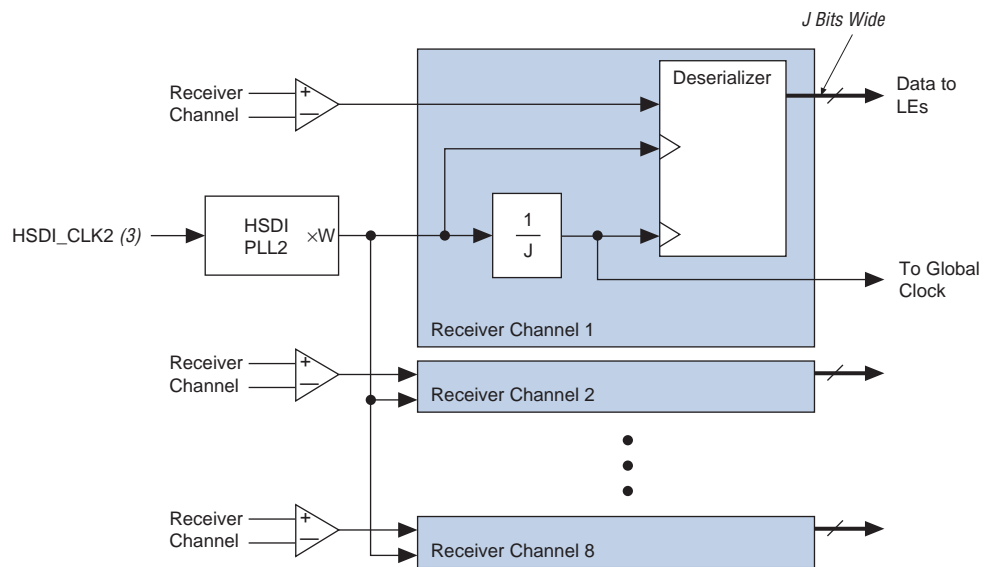 J Bits Wide
Deserializer
Receiver
Channel
+
—
Data to
LEs
HSDI_CLK2 (3)
HSDI
PLL2
×W
1
J
To Global
Clock
Receiver Channel 1
Receiver
Channel
+
—
Receiver Channel 2
Receiver
Channel
+
—
Receiver Channel 8